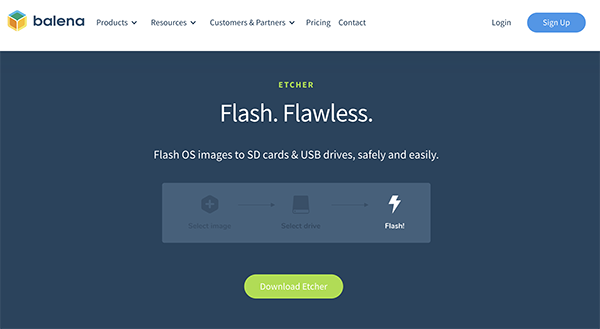 balena Products Resources Customers & Partners Pricing Contact Login Sign Up
ETCHER
Flash. Flawless.
Flash OS images to SD cards & USB drives, safely and easily.
Select image Select drive Flash!
Download Etcher